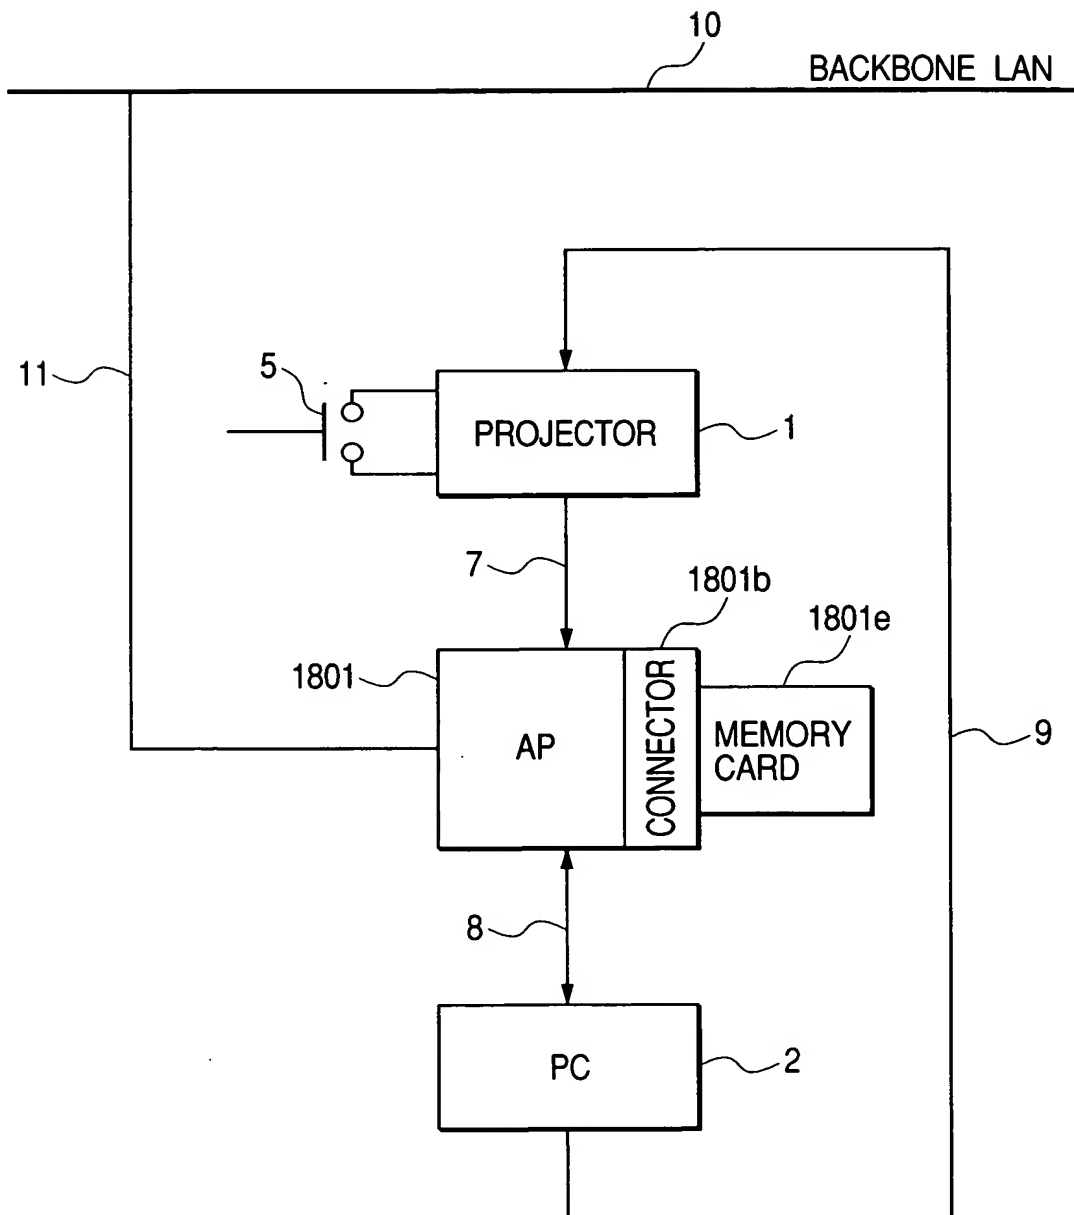 10
BACKBONE LAN
11
5
PROJECTOR
1
7
1801b
1801e
1801
AP
CONNECTOR
MEMORY
CARD
9
8
PC
2